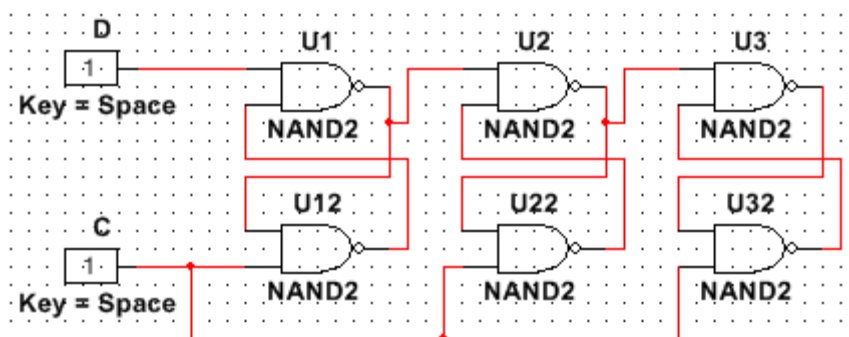 D
1
Key = Space
U1
NAND2
U2
NAND2
U3
NAND2
C
1
Key = Space
U12
NAND2
U22
NAND2
U32
NAND2